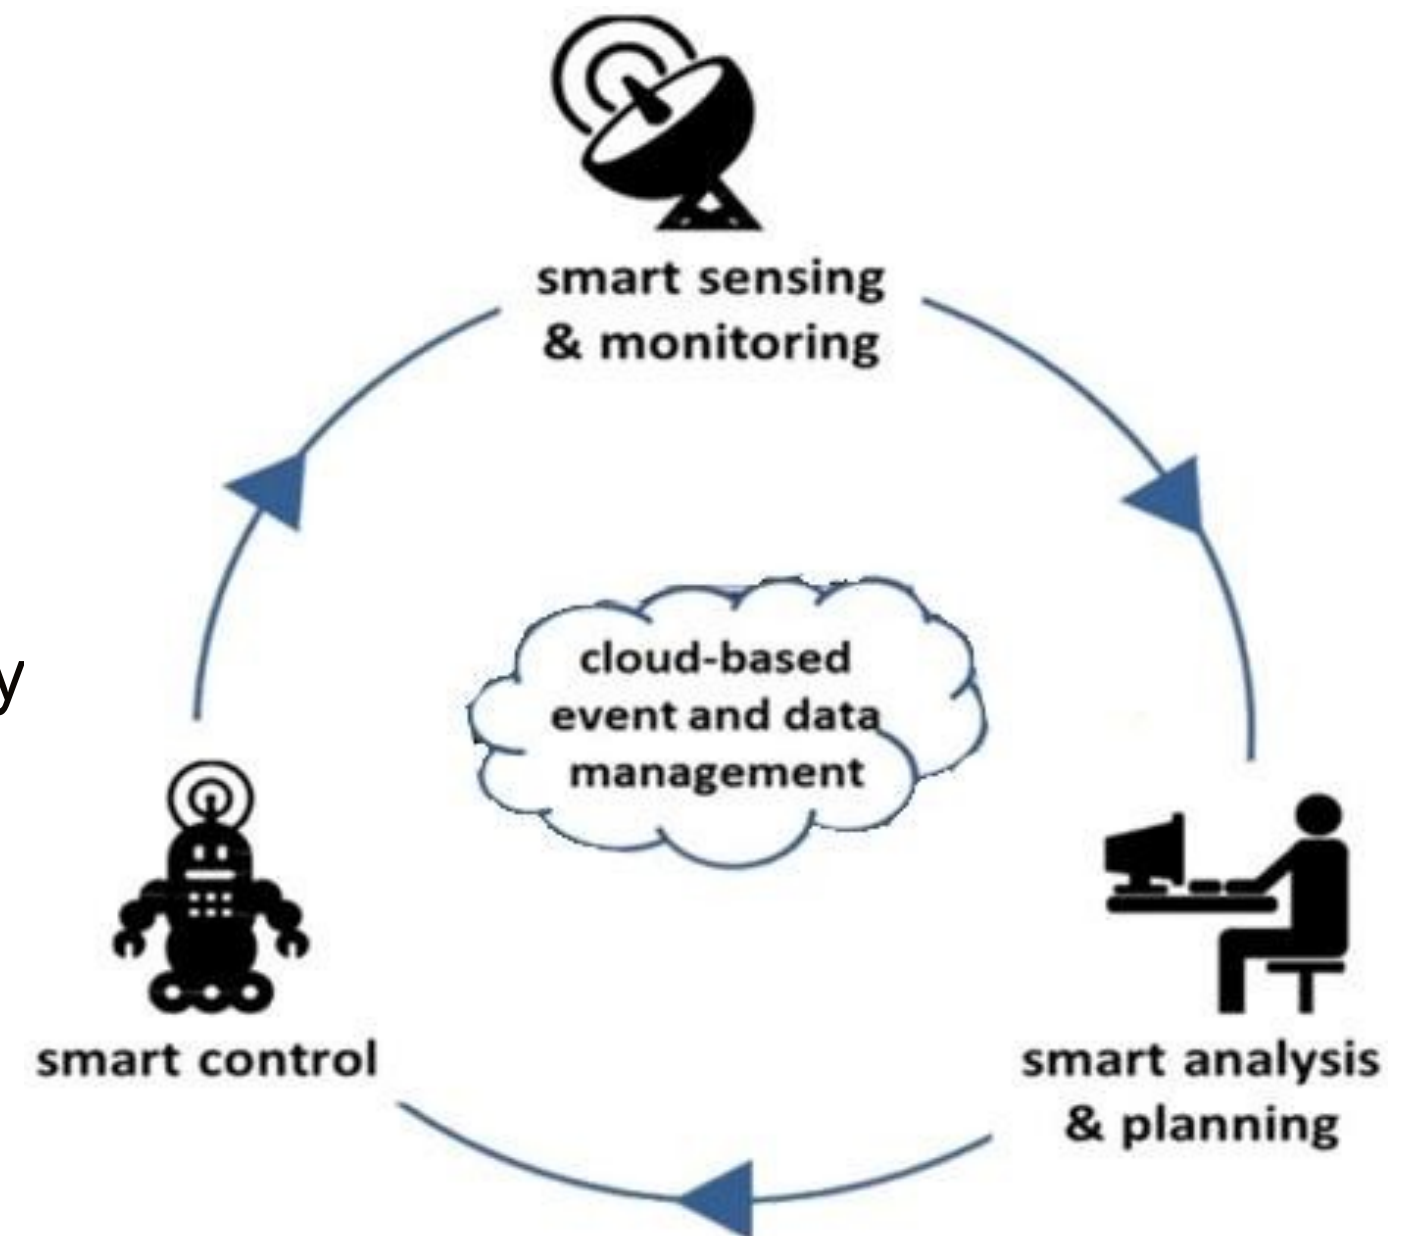 smart sensing
& monitoring
y
cloud-based
event and data
management
smart control
smart analysis
& planning